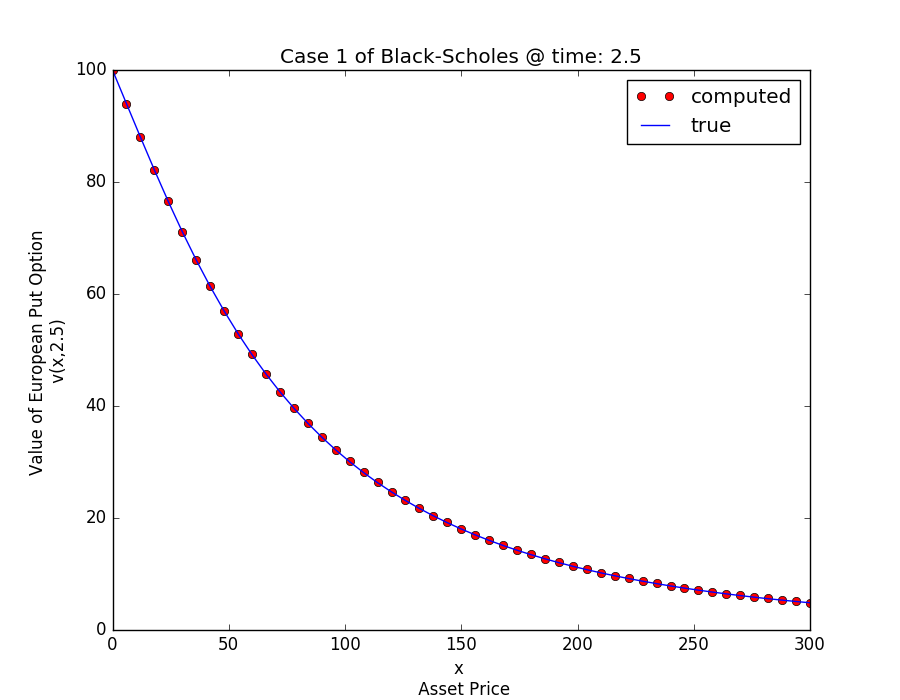 Case 1 of Black-Scholes @ time: 2.5
computed
true
100
80
60
40
20
0
Value of European Put Option
v(x,2.5)
0 50 100 150 200 250 300
x
Asset Price